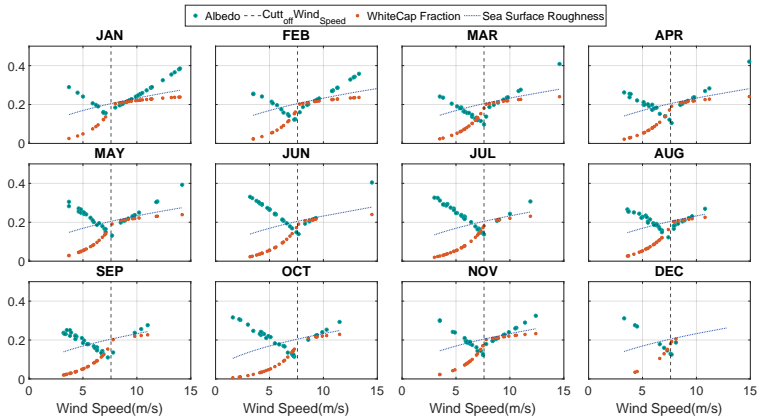 Albedo Cutt_off Wind_Speed WhiteCap Fraction Sea Surface Roughness
JAN FEB MAR APR
0.4
0.2
0
MAY JUN JUL AUG
0.4
0.2
0
SEP OCT NOV DEC
0.4
0.2
0
0 5 10 15 0 5 10 15 0 5 10 15 0 5 10 15
Wind Speed(m/s) Wind Speed(m/s) Wind Speed(m/s) Wind Speed(m/s)